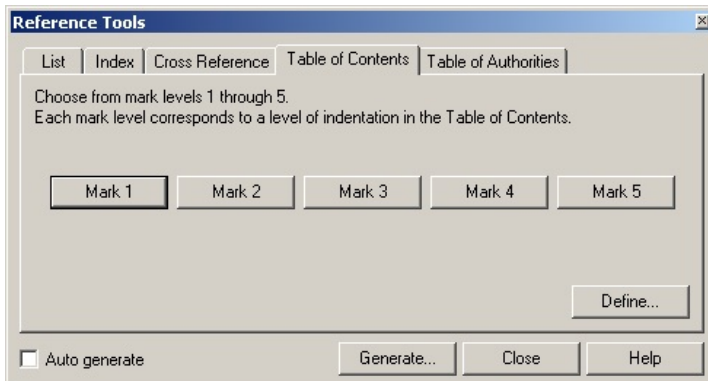 Reference Tools
List Index Cross Reference Table of Contents Table of Authorities
Choose from mark levels 1 through 5.
Each mark level corresponds to a level of indentation in the Table of Contents.
Mark 1 Mark 2 Mark 3 Mark 4 Mark 5
Define...
Auto generate Generate... Close Help